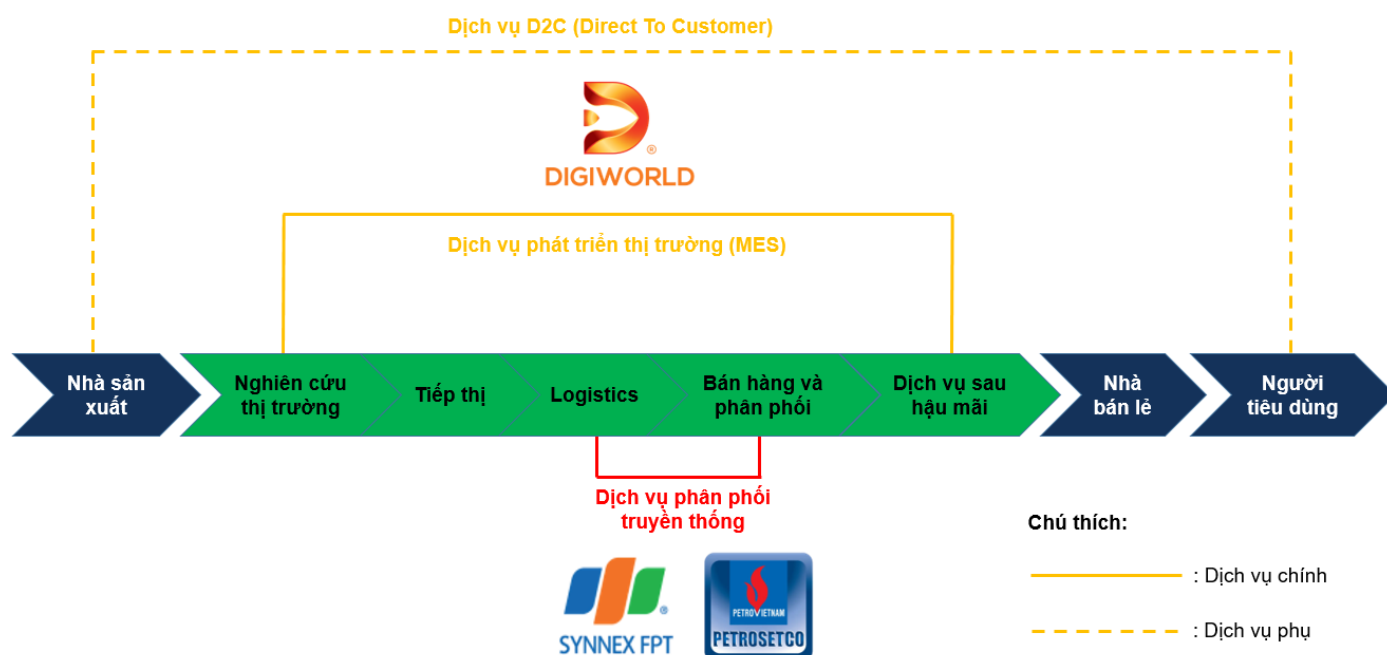 Dịch vụ D2C (Direct To Customer)
®
DIGIWORLD
Dịch vụ phát triển thị trường (MES)
Nhà sản
xuất
Nghiên cứu
thị trường
Tiếp thị
Logistics
Bán hàng và
phân phối
Dịch vụ sau
hậu mãi
Nhà
bán lẻ
Người
tiêu dùng
Dịch vụ phân phối
truyền thống
®
SYNNEX FPT
PETROVIETNAM
PETROSETCO
Chú thích:
: Dịch vụ chính
: Dịch vụ phụ